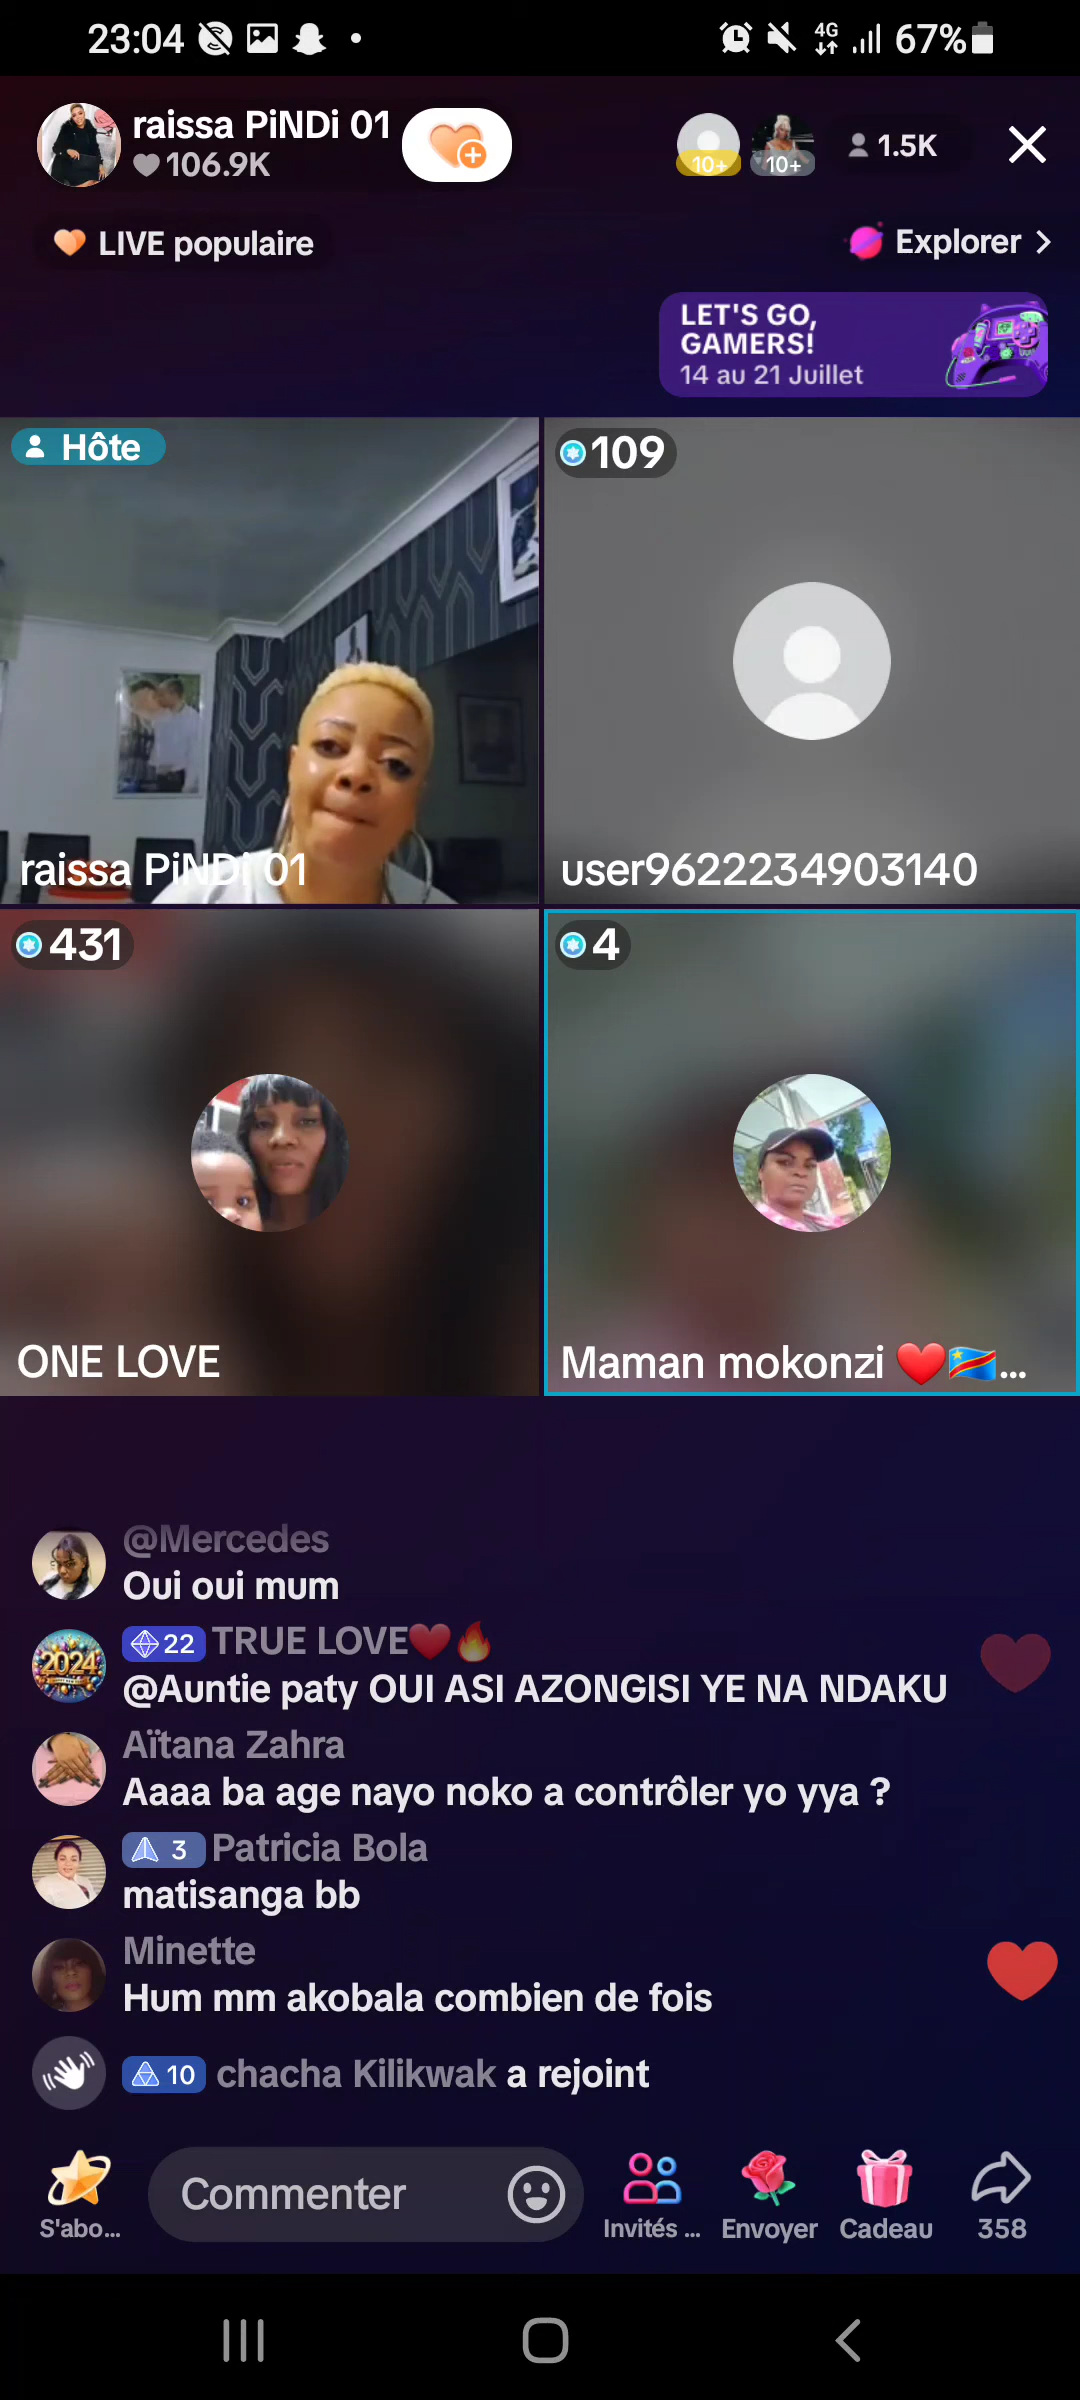 23:04
4G
67%
raissa PiNDi 01
106.9K
10+
10+
1.5K
LIVE populaire
Explorer
LET'S GO,
GAMERS!
14 au 21 Juillet
Hôte
109
raissa PiNDi 01
user9622234903140
431
4
ONE LOVE
Maman mokonzi ❤️🇨🇩...
@Mercedes
Oui oui mum
22 TRUE LOVE❤️🔥
@Auntie paty OUI ASI AZONGISI YE NA NDAKU
Aïtana Zahra
Aaaa ba age nayo noko a contrôler yo yya ?
3 Patricia Bola
matisanga bb
Minette
Hum mm akobala combien de fois
10 chacha Kilikwak a rejoint
Commenter
S'abo...
Invités ...
Envoyer
Cadeau
358